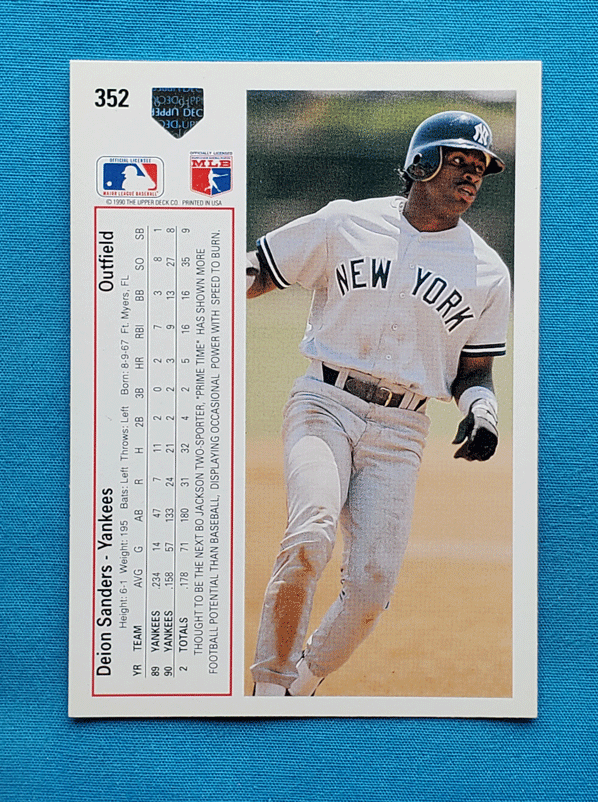 352
UPPER DEC
OFFICIAL LICENSEE
MAJOR LEAGUE BASEBALL
OFFICIALLY LICENSED
MLB
© 1990 THE UPPER DECK CO. PRINTED IN USA
NY
NEW YORK
Deion Sanders - Yankees Outfield
Height: 6-1 Weight: 195 Bats: Left Throws: Left Born: 8-9-67 Ft. Myers, FL
YR TEAM AVG G AB R H 2B 3B HR RBI BB SO SB
89 YANKEES .234 14 47 7 11 2 0 2 7 3 8 1
90 YANKEES .158 57 133 24 21 2 2 3 9 13 27 8
2 TOTALS .178 71 180 31 32 4 2 5 16 16 35 9
THOUGHT TO BE THE NEXT BO JACKSON TWO-SPORTER, "PRIME TIME" HAS SHOWN MORE
FOOTBALL POTENTIAL THAN BASEBALL, DISPLAYING OCCASIONAL POWER WITH SPEED TO BURN.